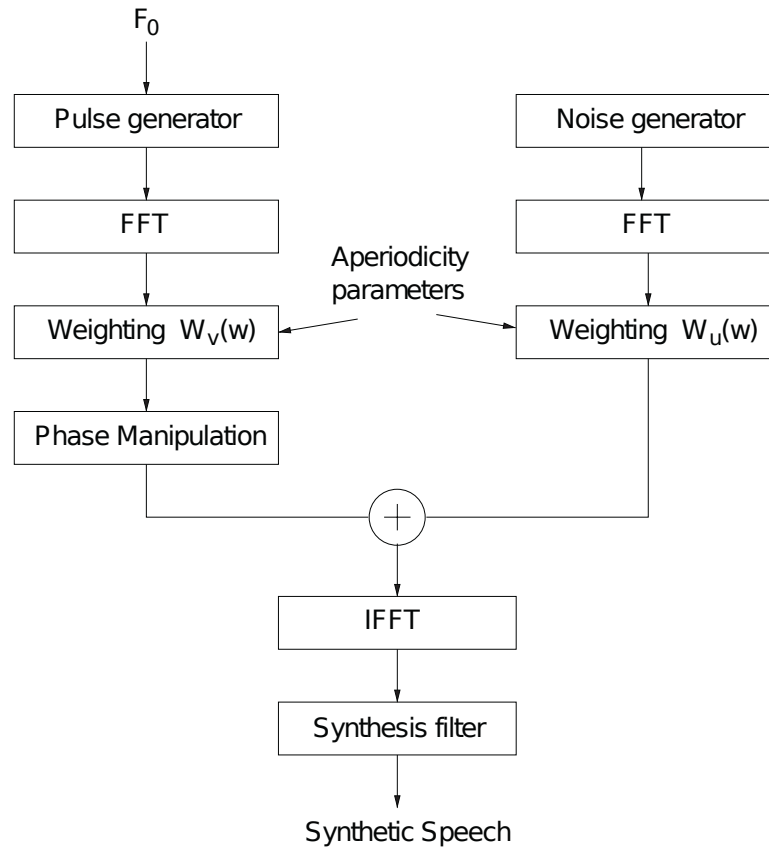 F0
Pulse generator
Noise generator
FFT
FFT
Aperiodicity
parameters
Weighting Wv(w)
Weighting Wu(w)
Phase Manipulation
+
IFFT
Synthesis filter
Synthetic Speech